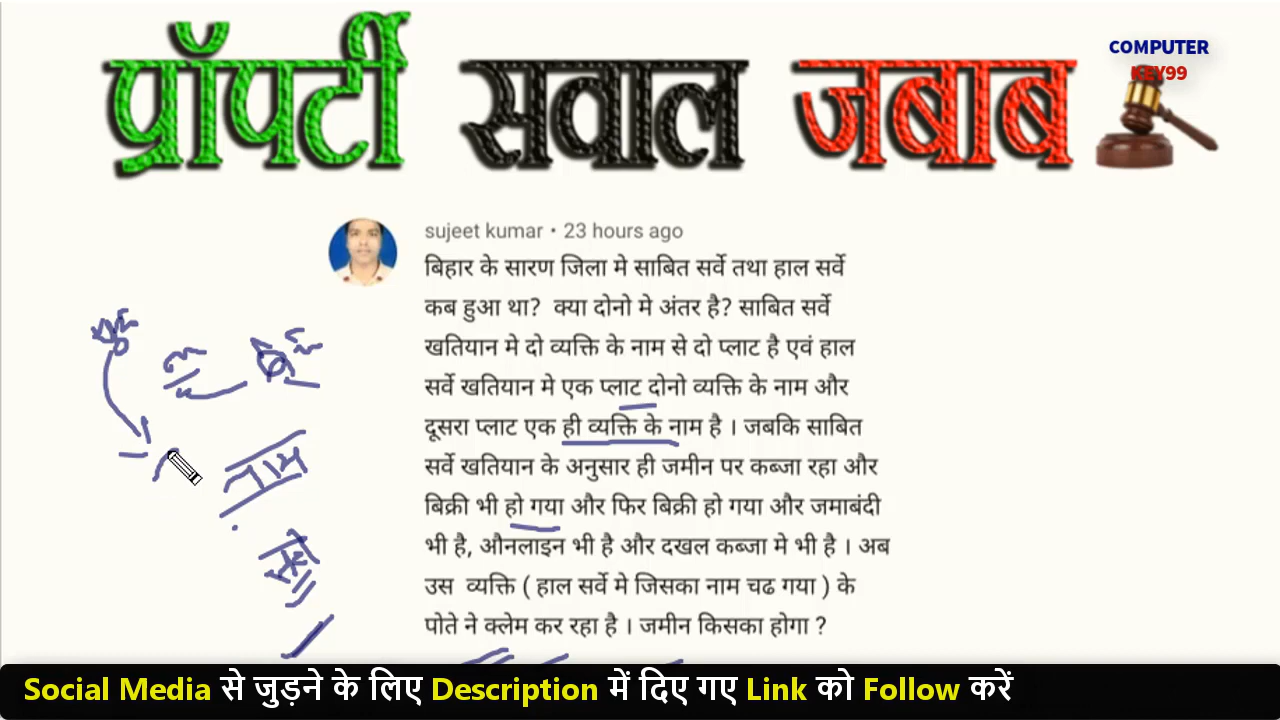 प्रॉपर्टी सवाल जबाब
COMPUTER
KEY99
sujeet kumar • 23 hours ago
बिहार के सारण जिला मे साबित सर्वे तथा हाल सर्वे
कब हुआ था? क्या दोनो मे अंतर है? साबित सर्वे
खतियान मे दो व्यक्ति के नाम से दो प्लाट है एवं हाल
सर्वे खतियान मे एक प्लाट दोनो व्यक्ति के नाम और
दूसरा प्लाट एक ही व्यक्ति के नाम है । जबकि साबित
सर्वे खतियान के अनुसार ही जमीन पर कब्जा रहा और
बिक्री भी हो गया और फिर बिक्री हो गया और जमाबंदी
भी है, औनलाइन भी है और दखल कब्जा मे भी है । अब
उस व्यक्ति ( हाल सर्वे मे जिसका नाम चढ गया ) के
पोते ने क्लेम कर रहा है । जमीन किसका होगा ?
नाम
Social Media से जुड़ने के लिए Description में दिए गए Link को Follow करें